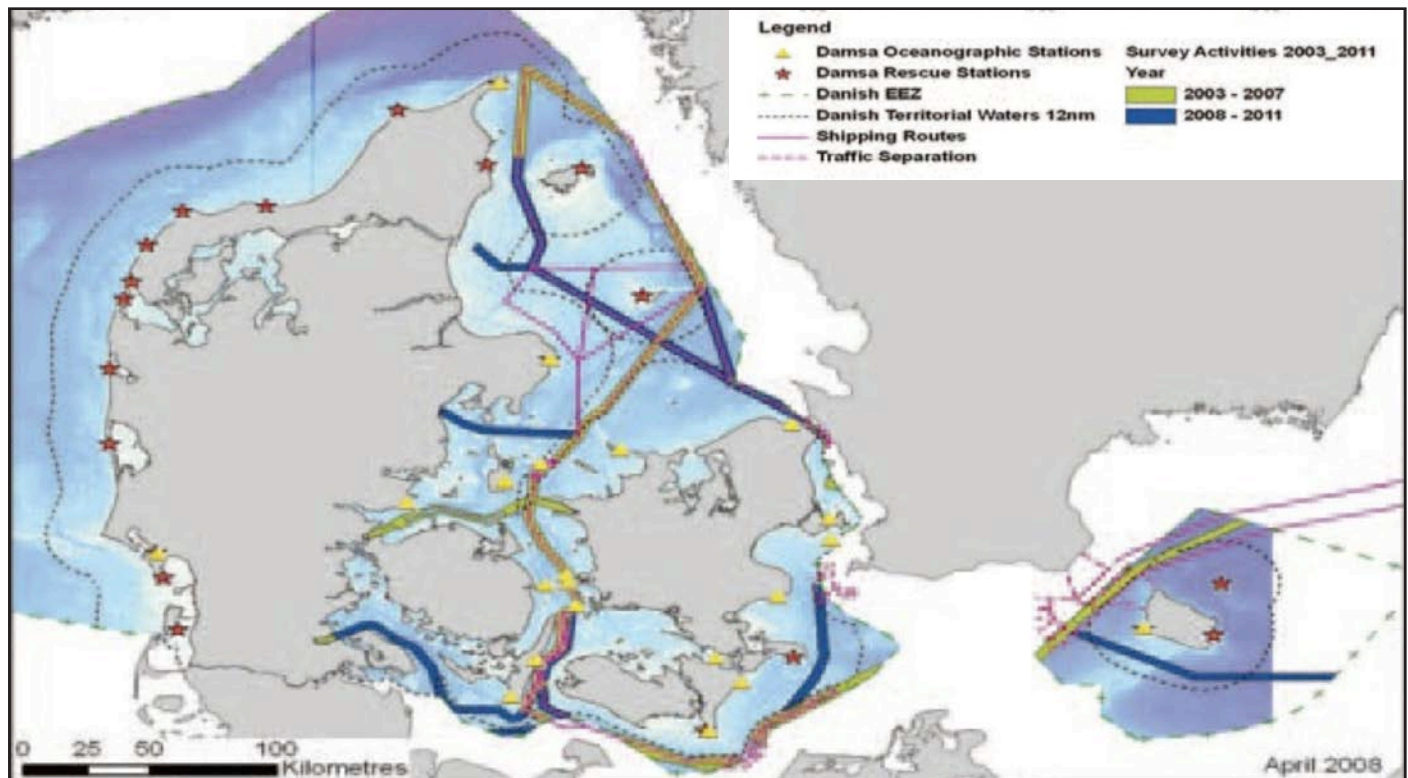 Legend
Damsa Oceanographic Stations
Damsa Rescue Stations
Danish EEZ
Danish Territorial Waters 12nm
Shipping Routes
Traffic Separation
Survey Activities 2003_2011
Year
2003 - 2007
2008 - 2011
0 25 50 100
Kilometres
April 2008